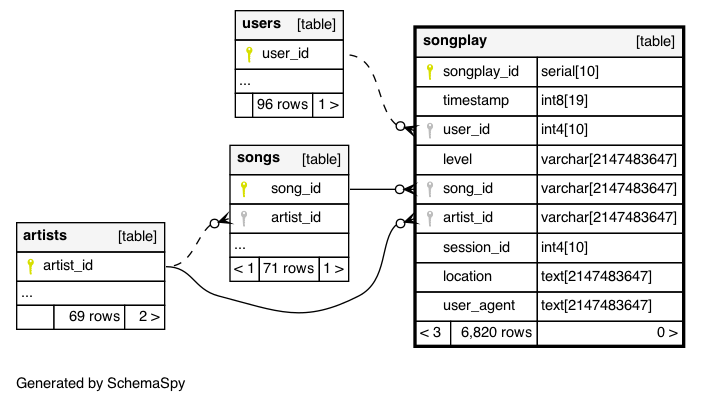 users [table]
user_id
...
96 rows 1 >
songplay [table]
songplay_id serial[10]
timestamp int8[19]
user_id int4[10]
level varchar[2147483647]
song_id varchar[2147483647]
artist_id varchar[2147483647]
session_id int4[10]
location text[2147483647]
user_agent text[2147483647]
< 3 6,820 rows 0 >
songs [table]
song_id
artist_id
...
< 1 71 rows 1 >
artists [table]
artist_id
...
69 rows 2 >
Generated by SchemaSpy